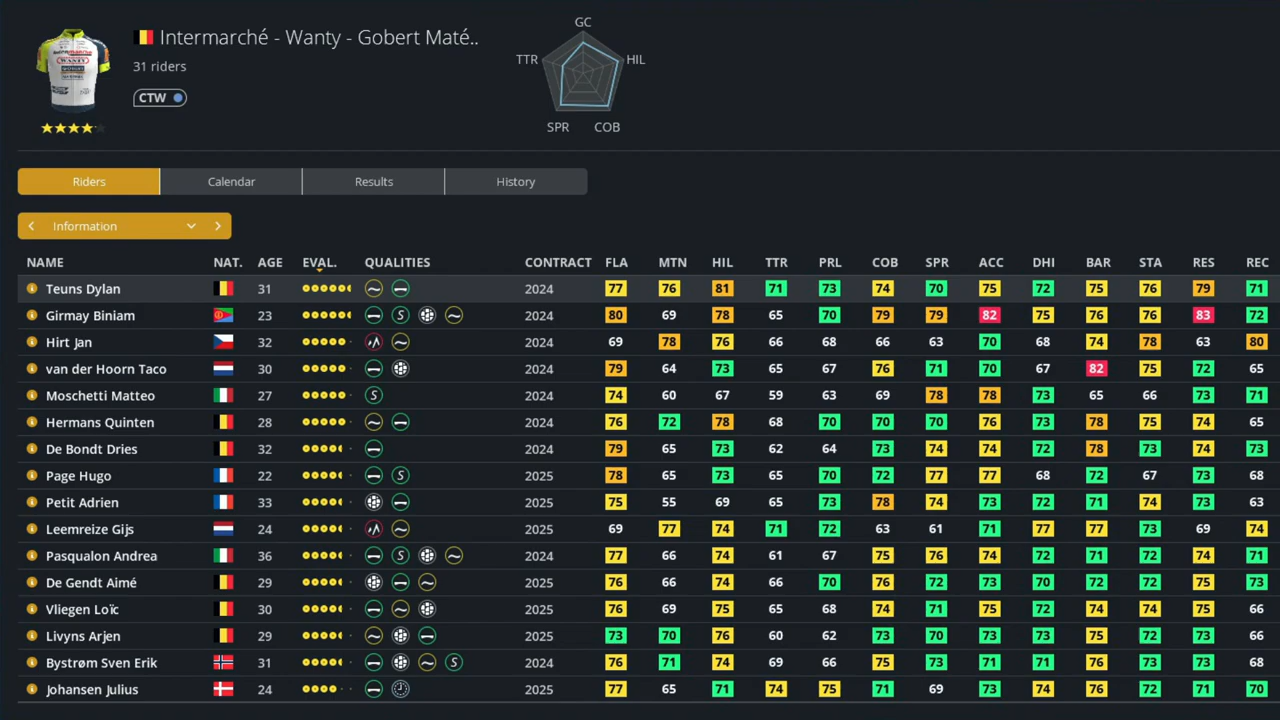 Intermarché - Wanty - Gobert Maté..
31 riders
CTW
GC
TTR HIL
SPR COB
Riders Calendar Results History
Information
NAME NAT. AGE EVAL. QUALITIES CONTRACT FLA MTN HIL TTR PRL COB SPR ACC DHI BAR STA RES REC
Teuns Dylan 31 2024 77 76 81 71 73 74 70 75 72 75 76 79 71
Girmay Biniam 23 S 2024 80 69 78 65 70 79 79 82 75 76 76 83 72
Hirt Jan 32 2024 69 78 76 66 68 66 63 70 68 74 78 63 80
van der Hoorn Taco 30 2024 79 64 73 65 67 76 71 70 67 82 75 72 65
Moschetti Matteo 27 S 2024 74 60 67 59 63 69 78 78 73 65 66 73 71
Hermans Quinten 28 2024 76 72 78 68 70 70 70 76 73 78 75 74 65
De Bondt Dries 32 2024 79 65 73 62 64 73 74 74 72 78 73 74 73
Page Hugo 22 S 2024 78 65 73 65 70 72 77 77 68 72 67 73 68
Petit Adrien 33 2025 75 55 69 65 73 78 74 73 72 71 74 73 63
Leemreize Gijs 24 2025 69 77 74 71 72 63 61 71 77 77 73 69 74
Pasqualon Andrea 36 S 2024 77 66 74 61 67 75 76 74 72 71 72 74 71
De Gendt Aimé 29 2025 76 66 74 66 70 76 72 73 70 72 72 75 73
Vliegen Loïc 30 2025 76 69 75 65 68 74 71 75 72 74 74 75 66
Livyns Arjen 29 2025 73 70 76 60 62 73 70 73 73 75 72 73 66
Bystrøm Sven Erik 31 S 2024 76 71 74 69 66 75 73 71 71 76 73 73 68
Johansen Julius 24 2025 77 65 71 74 75 71 69 73 74 76 72 71 70